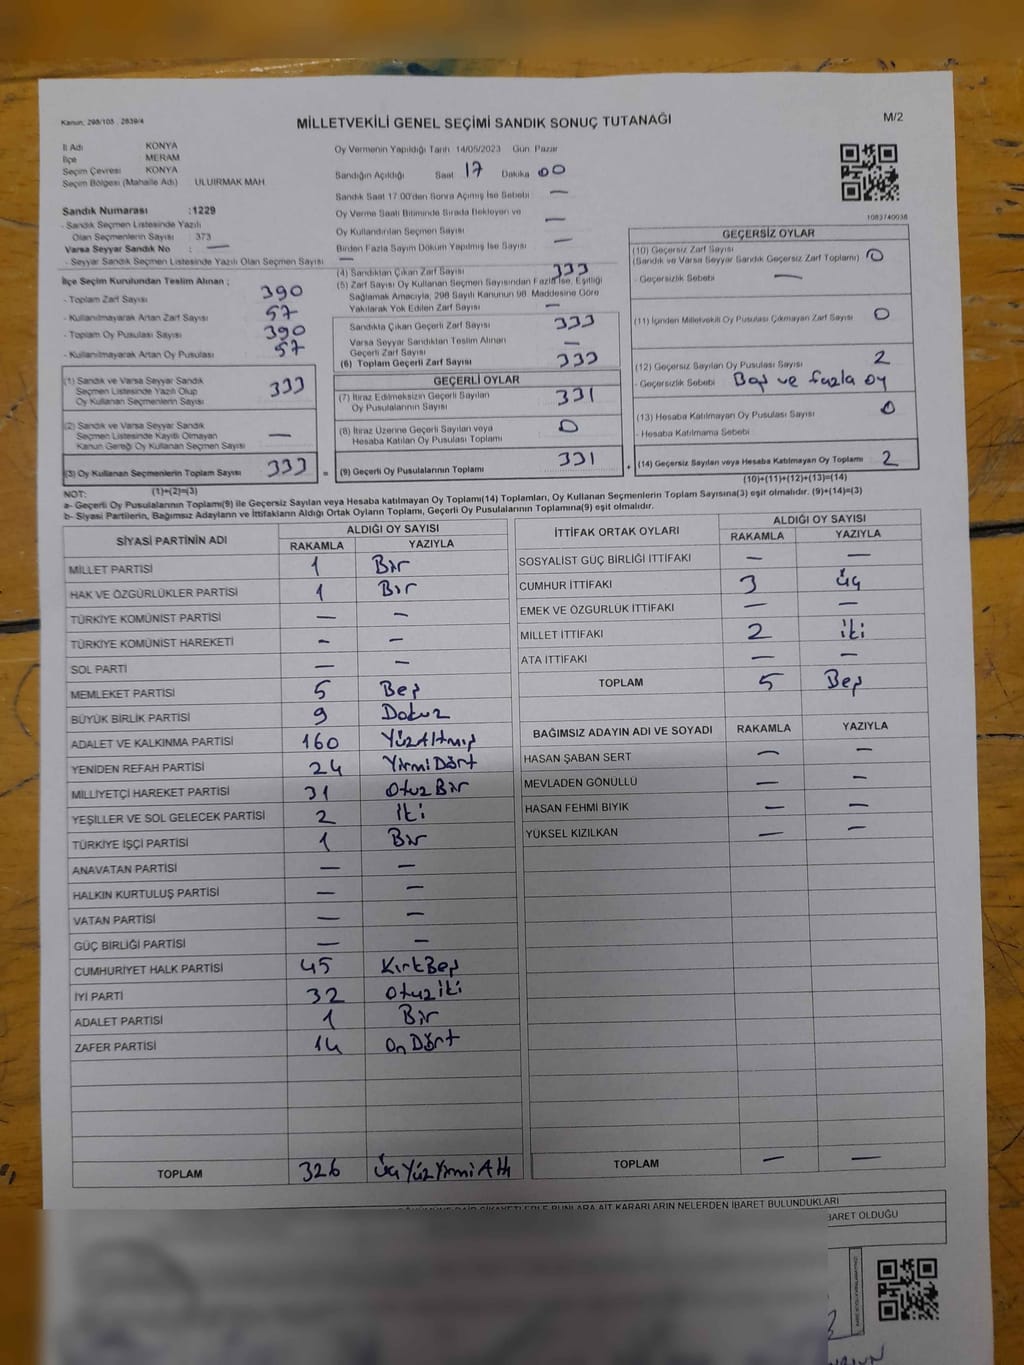 Kanun: 298/105 . 2839/4
MİLLETVEKİLİ GENEL SEÇİMİ SANDIK SONUÇ TUTANAĞI
M/2
İl Adı KONYA
İlçe MERAM
Seçim Çevresi KONYA
Seçim Bölgesi (Mahalle Adı) ULUIRMAK MAH.
Sandık Numarası :1229
- Sandık Seçmen Listesinde Yazılı
Olan Seçmenlerin Sayısı : 373
Varsa Seyyar Sandık No : —
- Seyyar Sandık Seçmen Listesinde Yazılı Olan Seçmen Sayısı —
Oy Vermenin Yapıldığı Tarih 14/05/2023 Gün Pazar
Sandığın Açıldığı Saat 17 Dakika 00
Sandık Saat 17.00'den Sonra Açılmış İse Sebebi —
Oy Verme Saati Bitiminde Sırada Bekleyen ve
Oy Kullandırılan Seçmen Sayısı —
Birden Fazla Sayım Döküm Yapılmış İse Sayısı —
1083740038
İlçe Seçim Kurulundan Teslim Alınan ;
- Toplam Zarf Sayısı 390
- Kullanılmayarak Artan Zarf Sayısı 57
- Toplam Oy Pusulası Sayısı 390
- Kullanılmayarak Artan Oy Pusulası 57
(1) Sandık ve Varsa Seyyar Sandık
Seçmen Listesinde Yazılı Olup
Oy Kullanan Seçmenlerin Sayısı 333
(2) Sandık ve Varsa Seyyar Sandık
Seçmen Listesinde Kayıtlı Olmayan
Kanun Gereği Oy Kullanan Seçmen Sayısı —
(3) Oy Kullanan Seçmenlerin Toplam Sayısı 333 =
(1)+(2)=(3)
(4) Sandıktan Çıkan Zarf Sayısı 333
(5) Zarf Sayısı Oy Kullanan Seçmen Sayısından Fazla ise, Eşitliği
Sağlamak Amacıyla, 298 Sayılı Kanunun 98. Maddesine Göre
Yakılarak Yok Edilen Zarf Sayısı —
Sandıkta Çıkan Geçerli Zarf Sayısı 333
Varsa Seyyar Sandıktan Teslim Alınan
Geçerli Zarf Sayısı —
(6) Toplam Geçerli Zarf Sayısı 333
GEÇERLİ OYLAR
(7) İtiraz Edilmeksizin Geçerli Sayılan
Oy Pusulalarının Sayısı 331
(8) İtiraz Üzerine Geçerli Sayılan veya
Hesaba Katılan Oy Pusulası Toplamı 0
(9) Geçerli Oy Pusulalarının Toplamı 331 +
GEÇERSİZ OYLAR
(10) Geçersiz Zarf Sayısı
(Sandık ve Varsa Seyyar Sandık Geçersiz Zarf Toplamı) 0
- Geçersizlik Sebebi —
(11) İçinden Milletvekili Oy Pusulası Çıkmayan Zarf Sayısı 0
(12) Geçersiz Sayılan Oy Pusulası Sayısı 2
- Geçersizlik Sebebi Boş ve fazla oy
(13) Hesaba Katılmayan Oy Pusulası Sayısı 0
- Hesaba Katılmama Sebebi
(14) Geçersiz Sayılan veya Hesaba Katılmayan Oy Toplamı 2
(10)+(11)+(12)+(13)=(14)
NOT:
a- Geçerli Oy Pusulalarının Toplamı(9) ile Geçersiz Sayılan veya Hesaba katılmayan Oy Toplamı(14) Toplamları, Oy Kullanan Seçmenlerin Toplam Sayısına(3) eşit olmalıdır. (9)+(14)=(3)
b- Siyasi Partilerin, Bağımsız Adayların ve İttifakların Aldığı Ortak Oyların Toplamı, Geçerli Oy Pusulalarının Toplamına(9) eşit olmalıdır.
SİYASİ PARTİNİN ADI ALDIĞI OY SAYISI
RAKAMLA YAZIYLA
MİLLET PARTİSİ 1 Bir
HAK VE ÖZGÜRLÜKLER PARTİSİ 1 Bir
TÜRKİYE KOMÜNİST PARTİSİ — —
TÜRKİYE KOMÜNİST HAREKETİ — —
SOL PARTİ — —
MEMLEKET PARTİSİ 5 Beş
BÜYÜK BİRLİK PARTİSİ 9 Dokuz
ADALET VE KALKINMA PARTİSİ 160 YüzAltmış
YENİDEN REFAH PARTİSİ 24 YirmiDört
MİLLİYETÇİ HAREKET PARTİSİ 31 OtuzBir
YEŞİLLER VE SOL GELECEK PARTİSİ 2 İki
TÜRKİYE İŞÇİ PARTİSİ 1 Bir
ANAVATAN PARTİSİ — —
HALKIN KURTULUŞ PARTİSİ — —
VATAN PARTİSİ — —
GÜÇ BİRLİĞİ PARTİSİ — —
CUMHURİYET HALK PARTİSİ 45 KırkBeş
İYİ PARTİ 32 Otuz İki
ADALET PARTİSİ 1 Bir
ZAFER PARTİSİ 14 On Dört
TOPLAM 326 ÜçYüzYirmiAltı
İTTİFAK ORTAK OYLARI ALDIĞI OY SAYISI
RAKAMLA YAZIYLA
SOSYALİST GÜÇ BİRLİĞİ İTTİFAKI — —
CUMHUR İTTİFAKI 3 Üç
EMEK VE ÖZGÜRLÜK İTTİFAKI — —
MİLLET İTTİFAKI 2 İki
ATA İTTİFAKI — —
TOPLAM 5 Beş
BAĞIMSIZ ADAYIN ADI VE SOYADI RAKAMLA YAZIYLA
HASAN ŞABAN SERT — —
MEVLADEN GÖNÜLLÜ — —
HASAN FEHMİ BIYIK — —
YÜKSEL KIZILKAN — —
TOPLAM — —
ŞİKAYETLERLE BUNLARA AİT KARARLARIN NELERDEN İBARET BULUNDUKLARI
BARET OLDUĞU